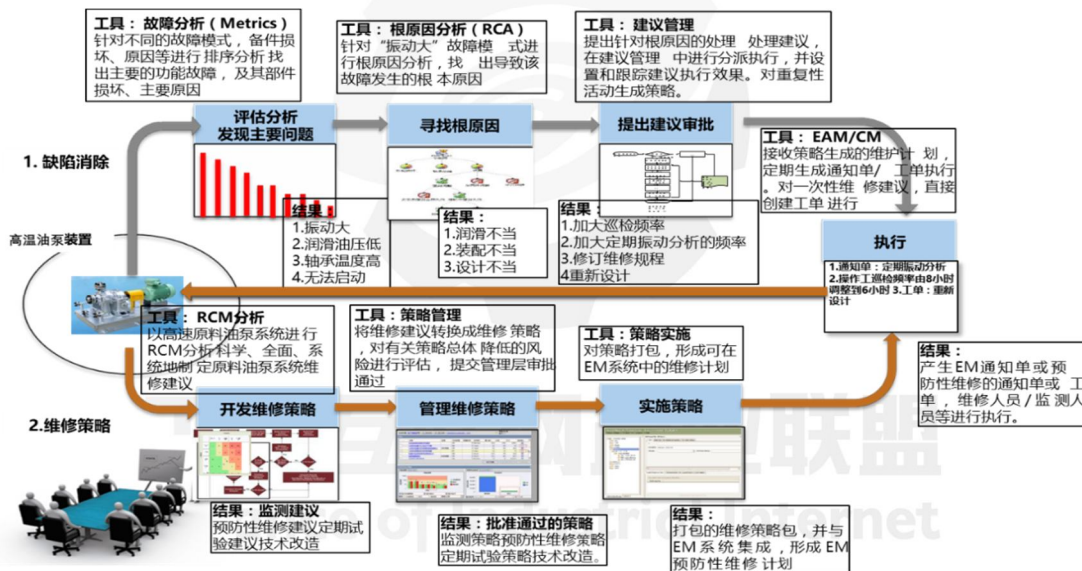 工具：故障分析（Metrics）
针对不同的故障模式，备件损
坏、原因等进行 排序分析 找
出主要的功能故障，及其部件
损坏、主要原因
工具：根原因分析（RCA）
针对“振动大”故障模 式进
行根原因分析，找 出导致该
故障发生的根 本原因
工具：建议管理
提出针对根原因的处理 处理建议，
在建议管理 中进行分派执行，并设
置和跟踪建议执行效果。对重复性
活动生成策略。
评估分析
发现主要问题
寻找根原因
提出建议审批
工具：EAM/CM
接收策略生成的维护计 划，
定期生成通知单/ 工单执行
。对一次性维 修建议，直接
创建工单 进行
1. 缺陷消除
结果：
1.振动大
2.润滑油压低
3.轴承温度高
4.无法启动
结果：
1.润滑不当
2.装配不当
3.设计不当
结果：
1.加大巡检频率
2.加大定期振动分析的频率
3.修订维修规程
4重新设计
执行
1.通知单：定期振动分析
2.操作工巡检频率由8小时
调整到6小时 3.工单：重新
设计
高温油泵装置
工具：RCM分析
以高速原料油泵系统进 行
RCM分析 科学、全面、系
统地制 定原料油泵系统维
修建议
工具：策略管理
将维修建议转换成维修 策略
，对有关策略总体 降低的风
险进行评估，提交管理层审批
通过
工具：策略实施
对策略打包，形成可在
EM系统中的维修计划
结果：
产生EM通知单或预
防性维修的通知单或 工
单，维修人员/监 测人
员等进行执行。
2.维修策略
开发维修策略
管理维修策略
实施策略
结果：监测建议
预防性维修建议定期试
验建议技术改造
结果：批准通过的策略
监测策略预防性维修策略
定期试验策略技术改造。
结果：
打包的维修策略包，并与
EM 系统 集成，形成 EM
预防性维修 计划
联盟
of Industrial Internet